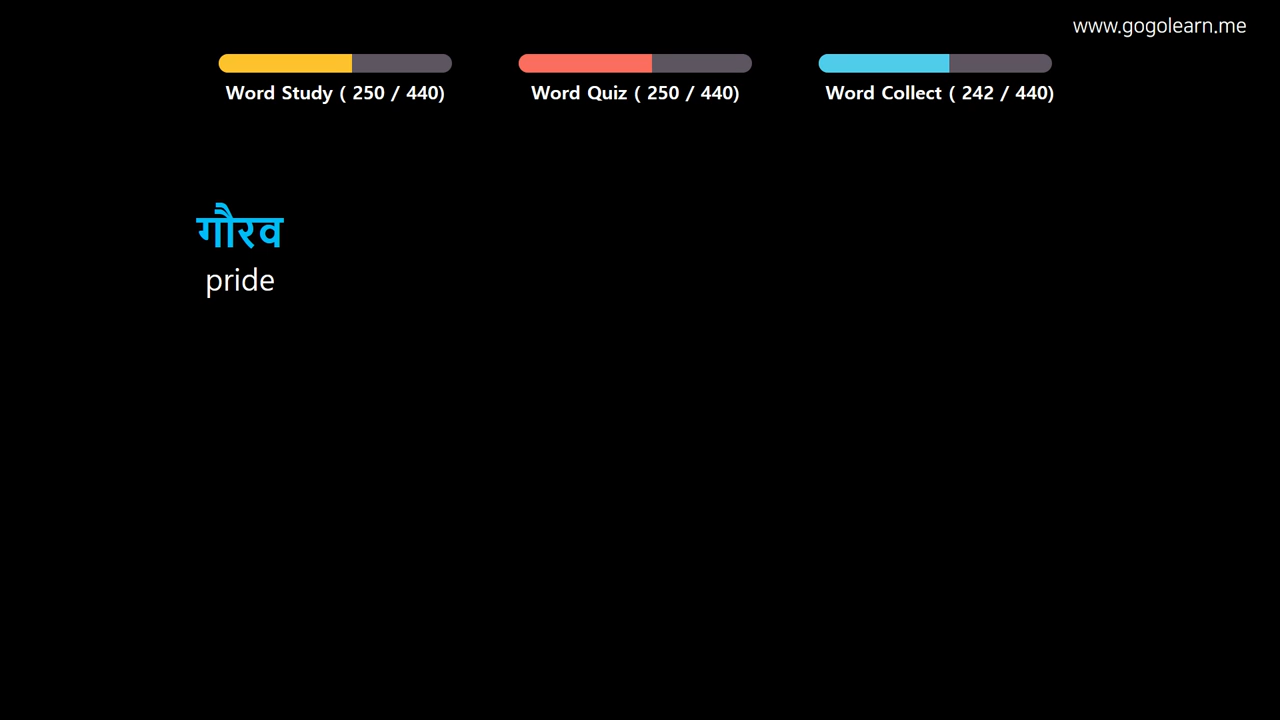 www.gogolearn.me
Word Study ( 250 / 440)
Word Quiz ( 250 / 440)
Word Collect ( 242 / 440)
गौरव
pride